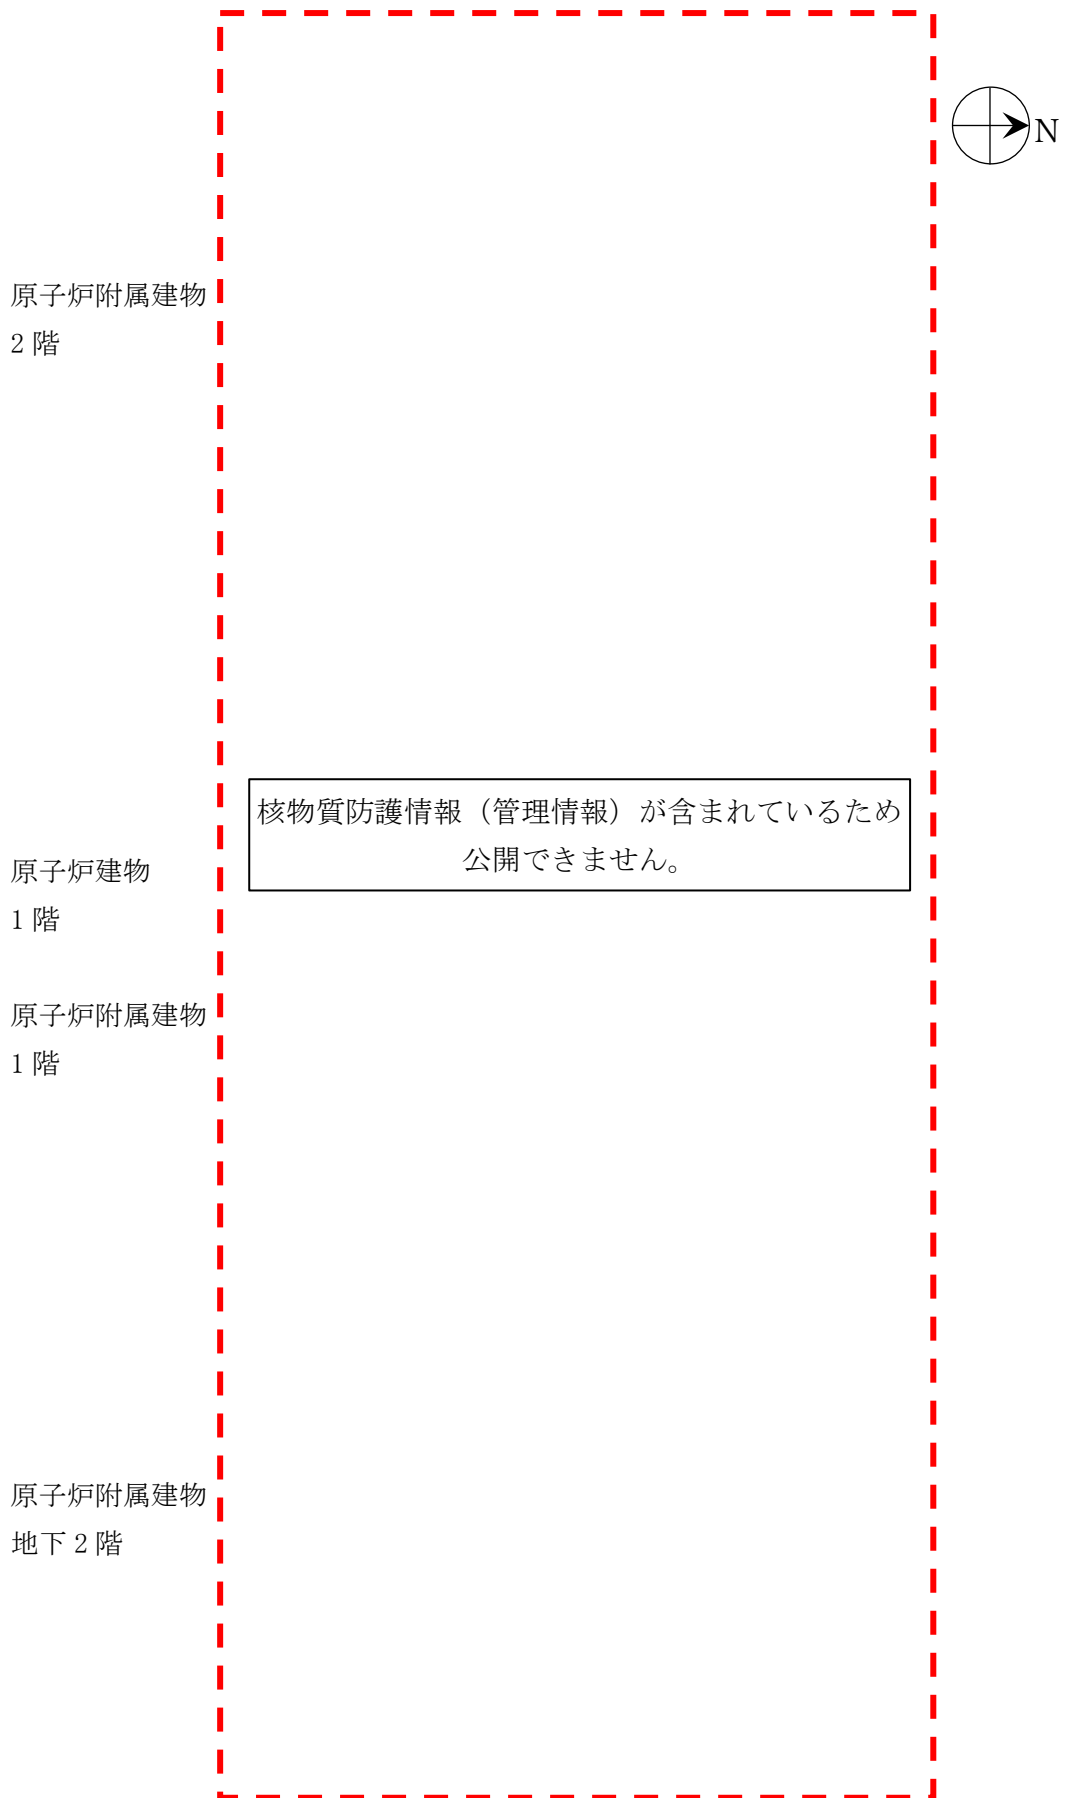 N
原子炉附属建物
2 階
核物質防護情報（管理情報）が含まれているため
公開できません。
原子炉建物
1 階
原子炉附属建物
1 階
原子炉附属建物
地下 2 階